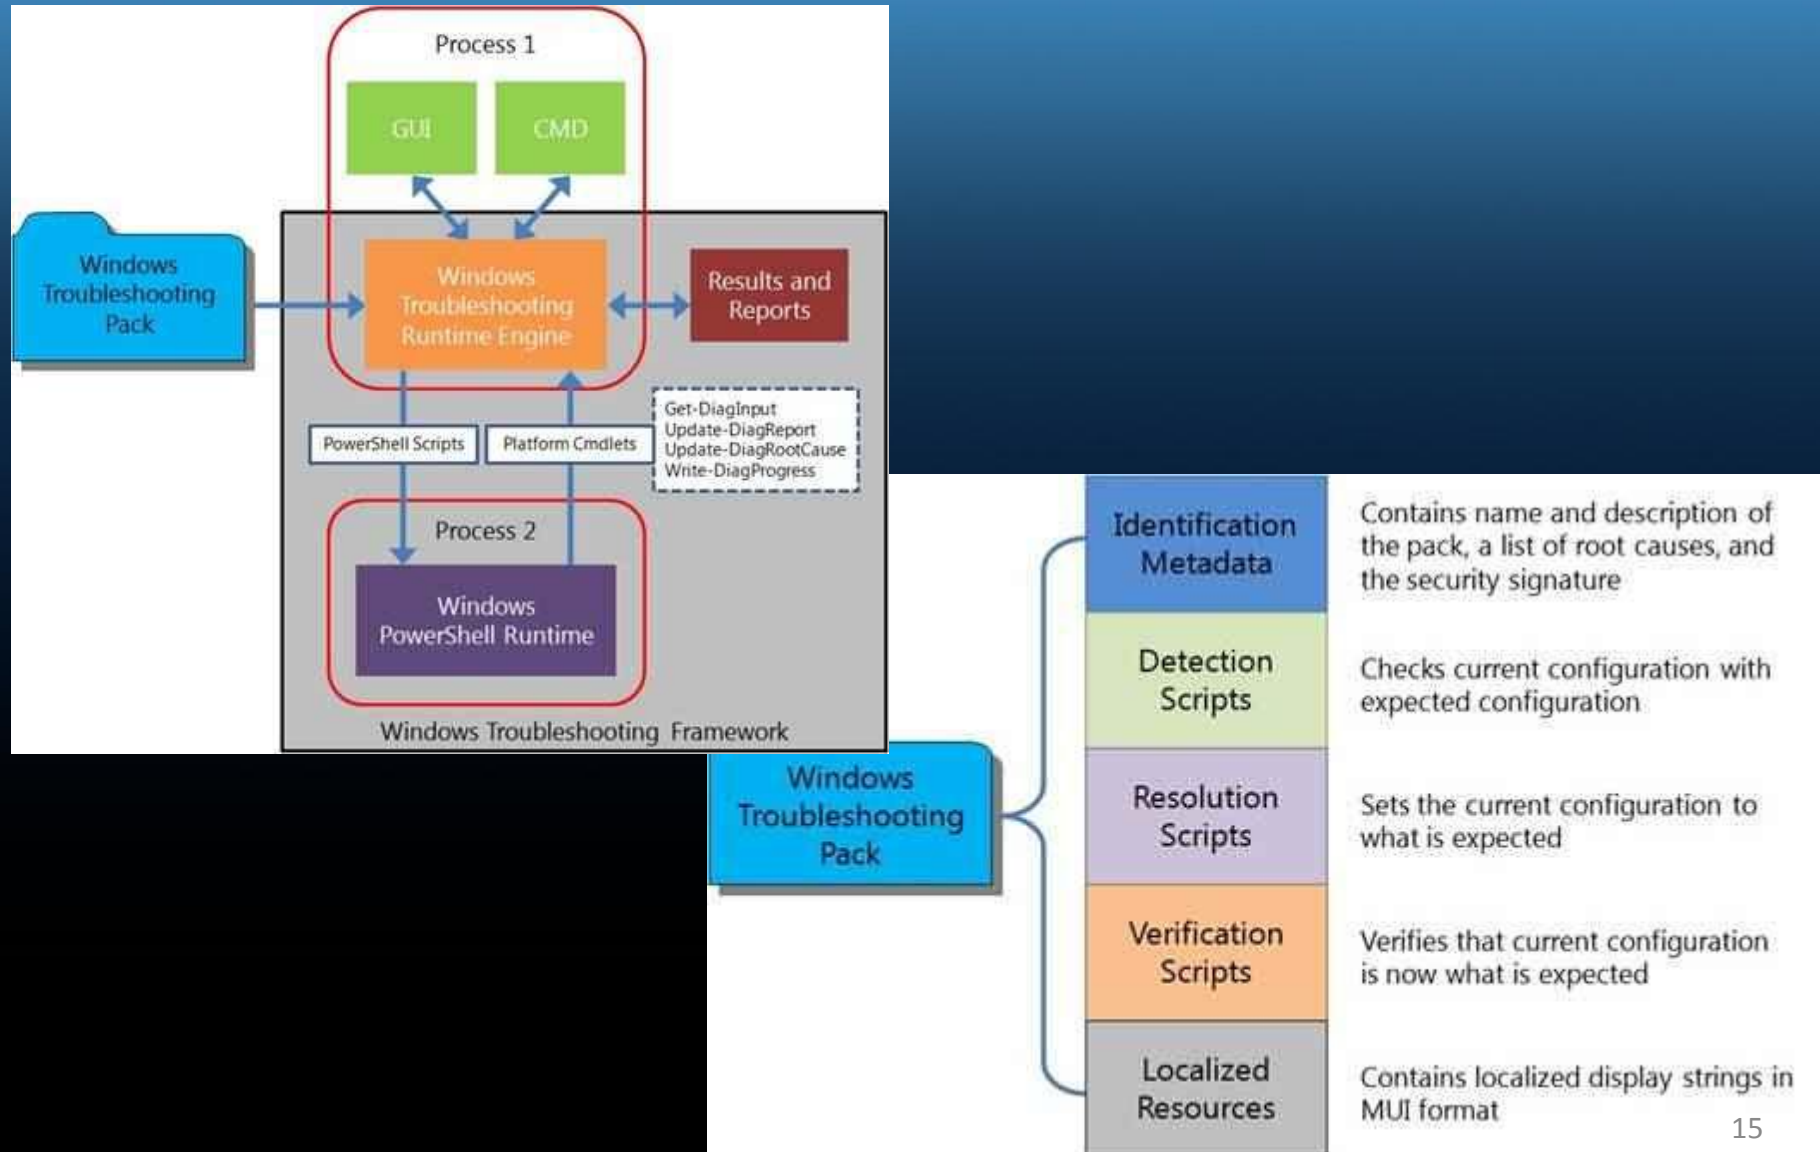 Process 1
GUI
CMD
Windows
Troubleshooting
Pack
Windows
Troubleshooting
Runtime Engine
Results and
Reports
PowerShell Scripts
Platform Cmdlets
Get-DiagInput
Update-DiagReport
Update-DiagRootCause
Write-DiagProgress
Process 2
Windows
PowerShell Runtime
Windows Troubleshooting Framework
Windows
Troubleshooting
Pack
Identification
Metadata
Contains name and description of
the pack, a list of root causes, and
the security signature
Detection
Scripts
Checks current configuration with
expected configuration
Resolution
Scripts
Sets the current configuration to
what is expected
Verification
Scripts
Verifies that current configuration
is now what is expected
Localized
Resources
Contains localized display strings in
MUI format
15